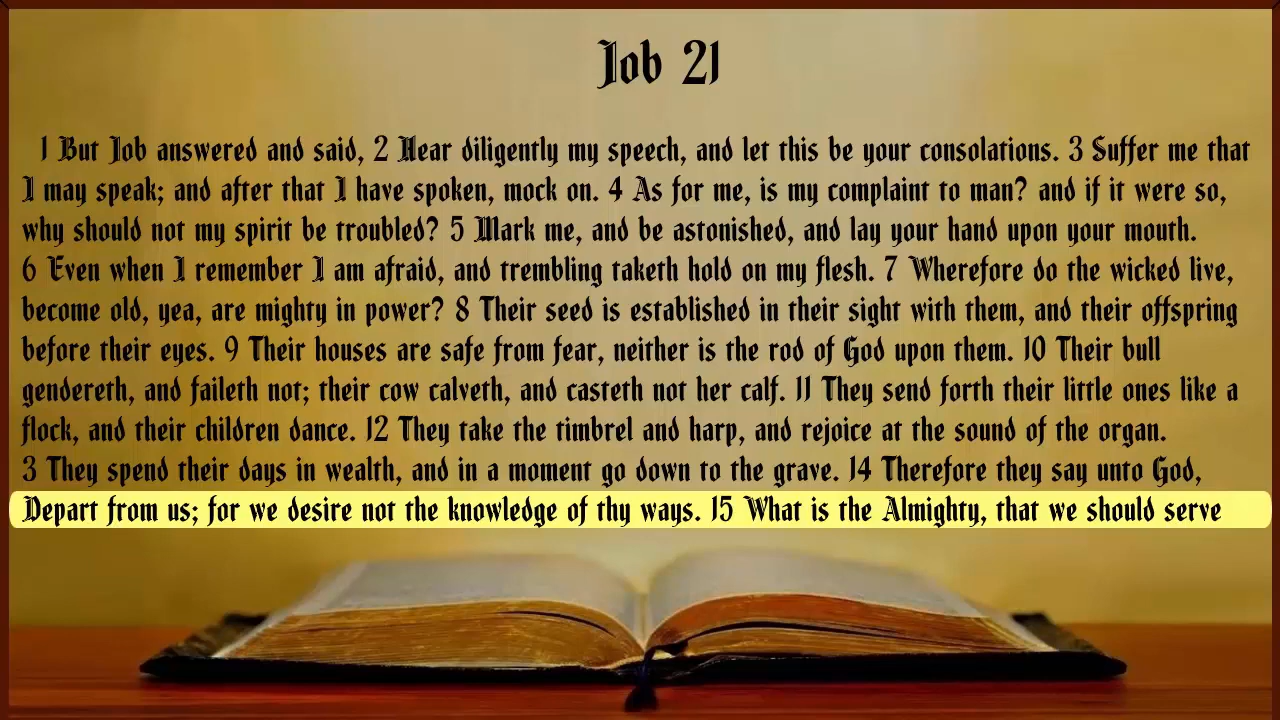 Job 21
1 But Job answered and said, 2 Hear diligently my speech, and let this be your consolations. 3 Suffer me that
I may speak; and after that I have spoken, mock on. 4 As for me, is my complaint to man? and if it were so,
why should not my spirit be troubled? 5 Mark me, and be astonished, and lay your hand upon your mouth.
6 Even when I remember I am afraid, and trembling taketh hold on my flesh. 7 Wherefore do the wicked live,
become old, yea, are mighty in power? 8 Their seed is established in their sight with them, and their offspring
before their eyes. 9 Their houses are safe from fear, neither is the rod of God upon them. 10 Their bull
gendereth, and faileth not; their cow calveth, and casteth not her calf. 11 They send forth their little ones like a
flock, and their children dance. 12 They take the timbrel and harp, and rejoice at the sound of the organ.
3 They spend their days in wealth, and in a moment go down to the grave. 14 Therefore they say unto God,
Depart from us; for we desire not the knowledge of thy ways. 15 What is the Almighty, that we should serve